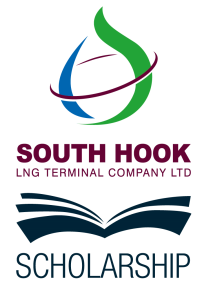 SOUTH HOOK
LNG TERMINAL COMPANY LTD
SCHOLARSHIP